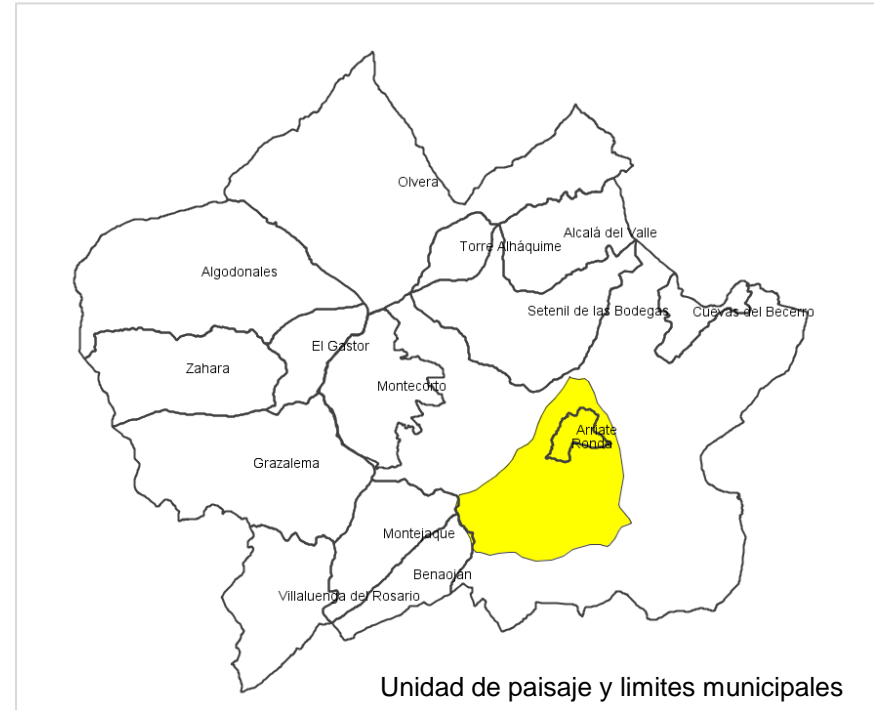 Olvera
Alcalá del Valle
Torre Alháquime
Algodonales
Setenil de las Bodegas
Cuevas del Becerro
El Gastor
Zahara
Montecorto
Arriate
Ronda
Grazalema
Montejaque
Benaoján
Villaluenga del Rosario
Unidad de paisaje y limites municipales